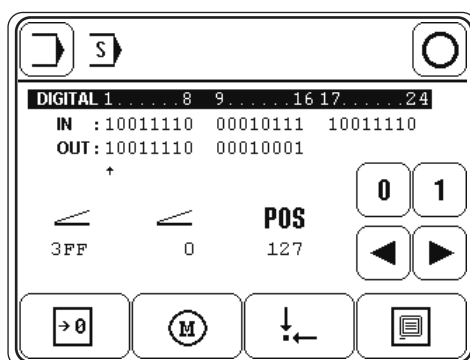 S
DIGITAL 1......8 9......16 17......24
IN :10011110 00010111 10011110
OUT:10011110 00010001
0 1
POS
3FF 0 127
→0 M